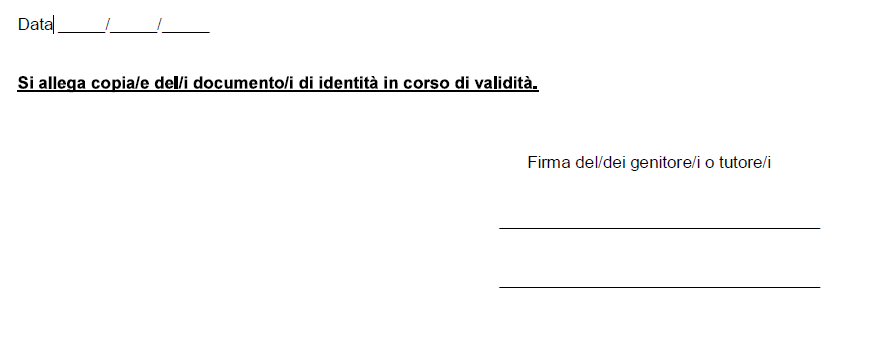 Data _____/_____/_____
Si allega copia/e del/i documento/i di identità in corso di validità.
Firma del/dei genitore/i o tutore/i